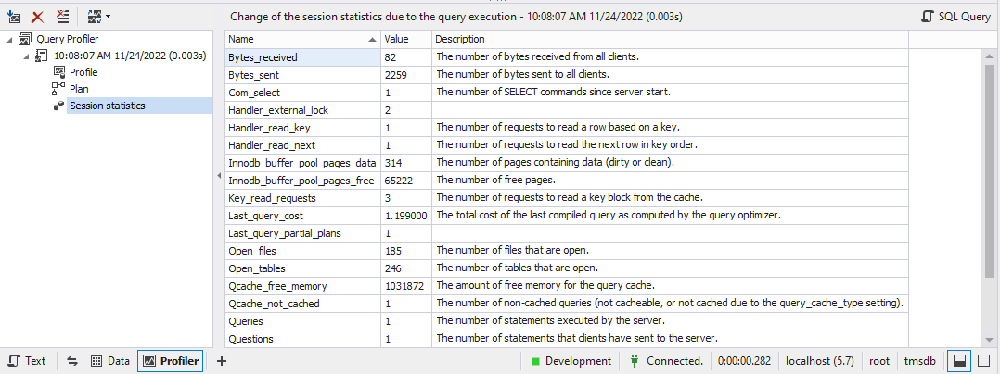 Change of the session statistics due to the query execution - 10:08:07 AM 11/24/2022 (0.003s)
SQL Query
Query Profiler
10:08:07 AM 11/24/2022 (0.003s)
Profile
Plan
Session statistics
Name Value Description
Bytes_received 82 The number of bytes received from all clients.
Bytes_sent 2259 The number of bytes sent to all clients.
Com_select 1 The number of SELECT commands since server start.
Handler_external_lock 2
Handler_read_key 1 The number of requests to read a row based on a key.
Handler_read_next 1 The number of requests to read the next row in key order.
Innodb_buffer_pool_pages_data 314 The number of pages containing data (dirty or clean).
Innodb_buffer_pool_pages_free 65222 The number of free pages.
Key_read_requests 3 The number of requests to read a key block from the cache.
Last_query_cost 1.199000 The total cost of the last compiled query as computed by the query optimizer.
Last_query_partial_plans 1
Open_files 185 The number of files that are open.
Open_tables 246 The number of tables that are open.
Qcache_free_memory 1031872 The amount of free memory for the query cache.
Qcache_not_cached 1 The number of non-cached queries (not cacheable, or not cached due to the query_cache_type setting).
Queries 1 The number of statements executed by the server.
Questions 1 The number of statements that clients have sent to the server.
Text Data Profiler + Development Connected. 0:00:00.282 localhost (5.7) root tmsdb